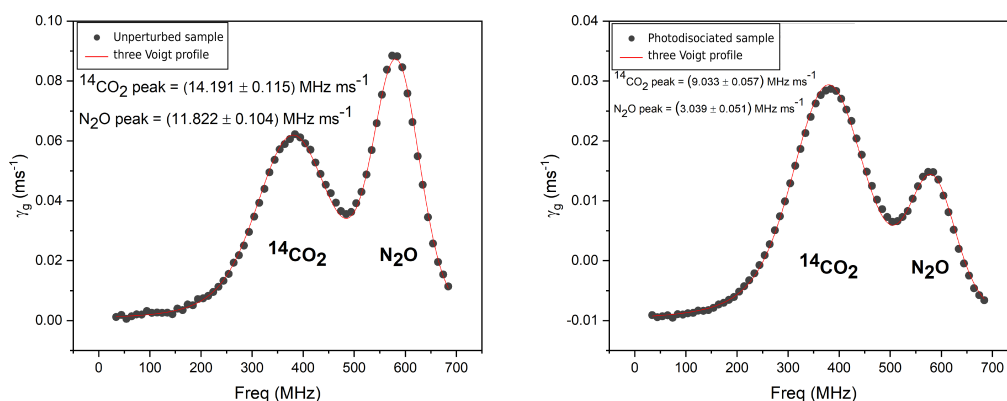 Unperturbed sample
three Voigt profile
¹⁴CO₂ peak = (14.191 ± 0.115) MHz ms⁻¹
N₂O peak = (11.822 ± 0.104) MHz ms⁻¹
0.10
0.08
0.06
0.04
0.02
0.00
γg (ms⁻¹)
¹⁴CO₂
N₂O
0 100 200 300 400 500 600 700
Freq (MHz)
Photodisociated sample
three Voigt profile
¹⁴CO₂ peak = (9.033 ± 0.057) MHz ms⁻¹
N₂O peak = (3.039 ± 0.051) MHz ms⁻¹
0.04
0.03
0.02
0.01
0.00
-0.01
γg (ms⁻¹)
¹⁴CO₂
N₂O
0 100 200 300 400 500 600 700
Freq (MHz)